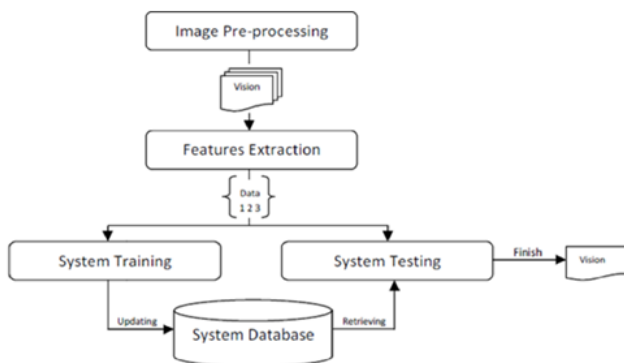 Image Pre-processing
Vision
Features Extraction
Data
1 2 3
System Training
System Testing
Finish
Vision
Updating
System Database
Retrieving